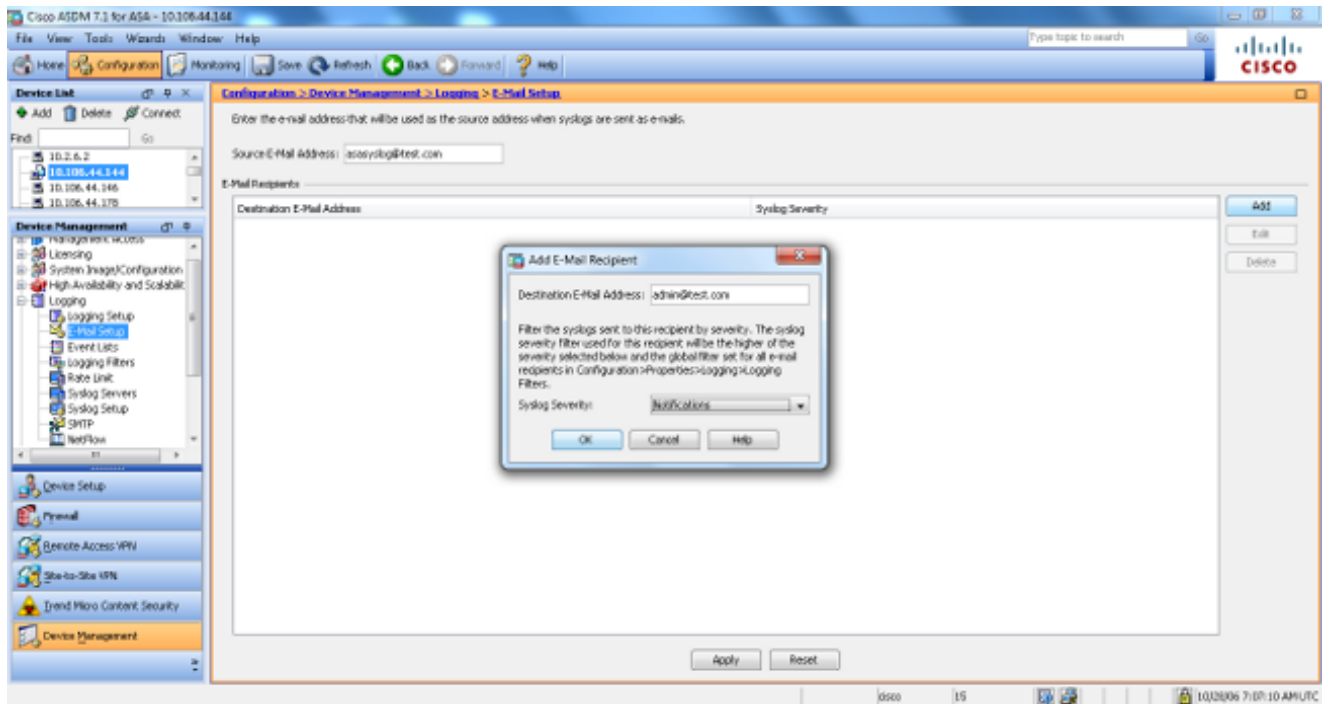 Cisco ASDM 7.1 for ASA - 10.106.44.144
File View Tools Wizards Window Help
Type topic to search Go
Home Configuration Monitoring Save Refresh Back Forward Help
CISCO
Device List
Add Delete Connect
Find: Go
10.2.6.2
10.106.44.144
10.106.44.146
10.106.44.178
Device Management
Management Access
Licensing
System Image/Configuration
High Availability and Scalabilit
Logging
Logging Setup
E-Mail Setup
Event Lists
Logging Filters
Rate Limit
Syslog Servers
Syslog Setup
SMTP
NetFlow
Device Setup
Firewall
Remote Access VPN
Site-to-Site VPN
Trend Micro Content Security
Device Management
Configuration > Device Management > Logging > E-Mail Setup
Enter the e-mail address that will be used as the source address when syslogs are sent as e-mails.
Source E-Mail Address: asasyslog@test.com
E-Mail Recipients
Destination E-Mail Address Syslog Severity
Add
Edit
Delete
Add E-Mail Recipient
Destination E-Mail Address: admin@test.com
Filter the syslogs sent to this recipient by severity. The syslog
severity filter used for this recipient will be the higher of the
severity selected below and the global filter set for all e-mail
recipients in Configuration>Properties>Logging>Logging
Filters.
Syslog Severity: Notifications
OK Cancel Help
Apply Reset
cisco 15 10/28/06 7:07:10 AM UTC